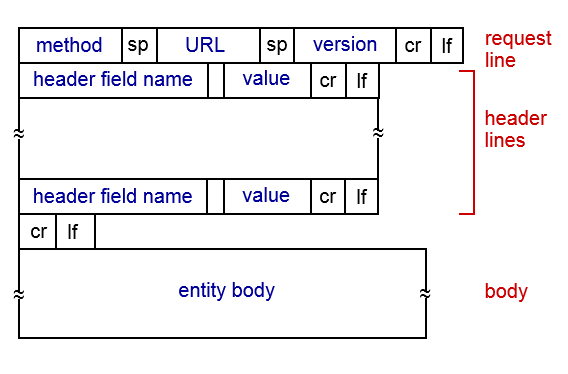 method sp URL sp version cr lf
request
line
header field name value cr lf
header
lines
header field name value cr lf
cr lf
entity body
body